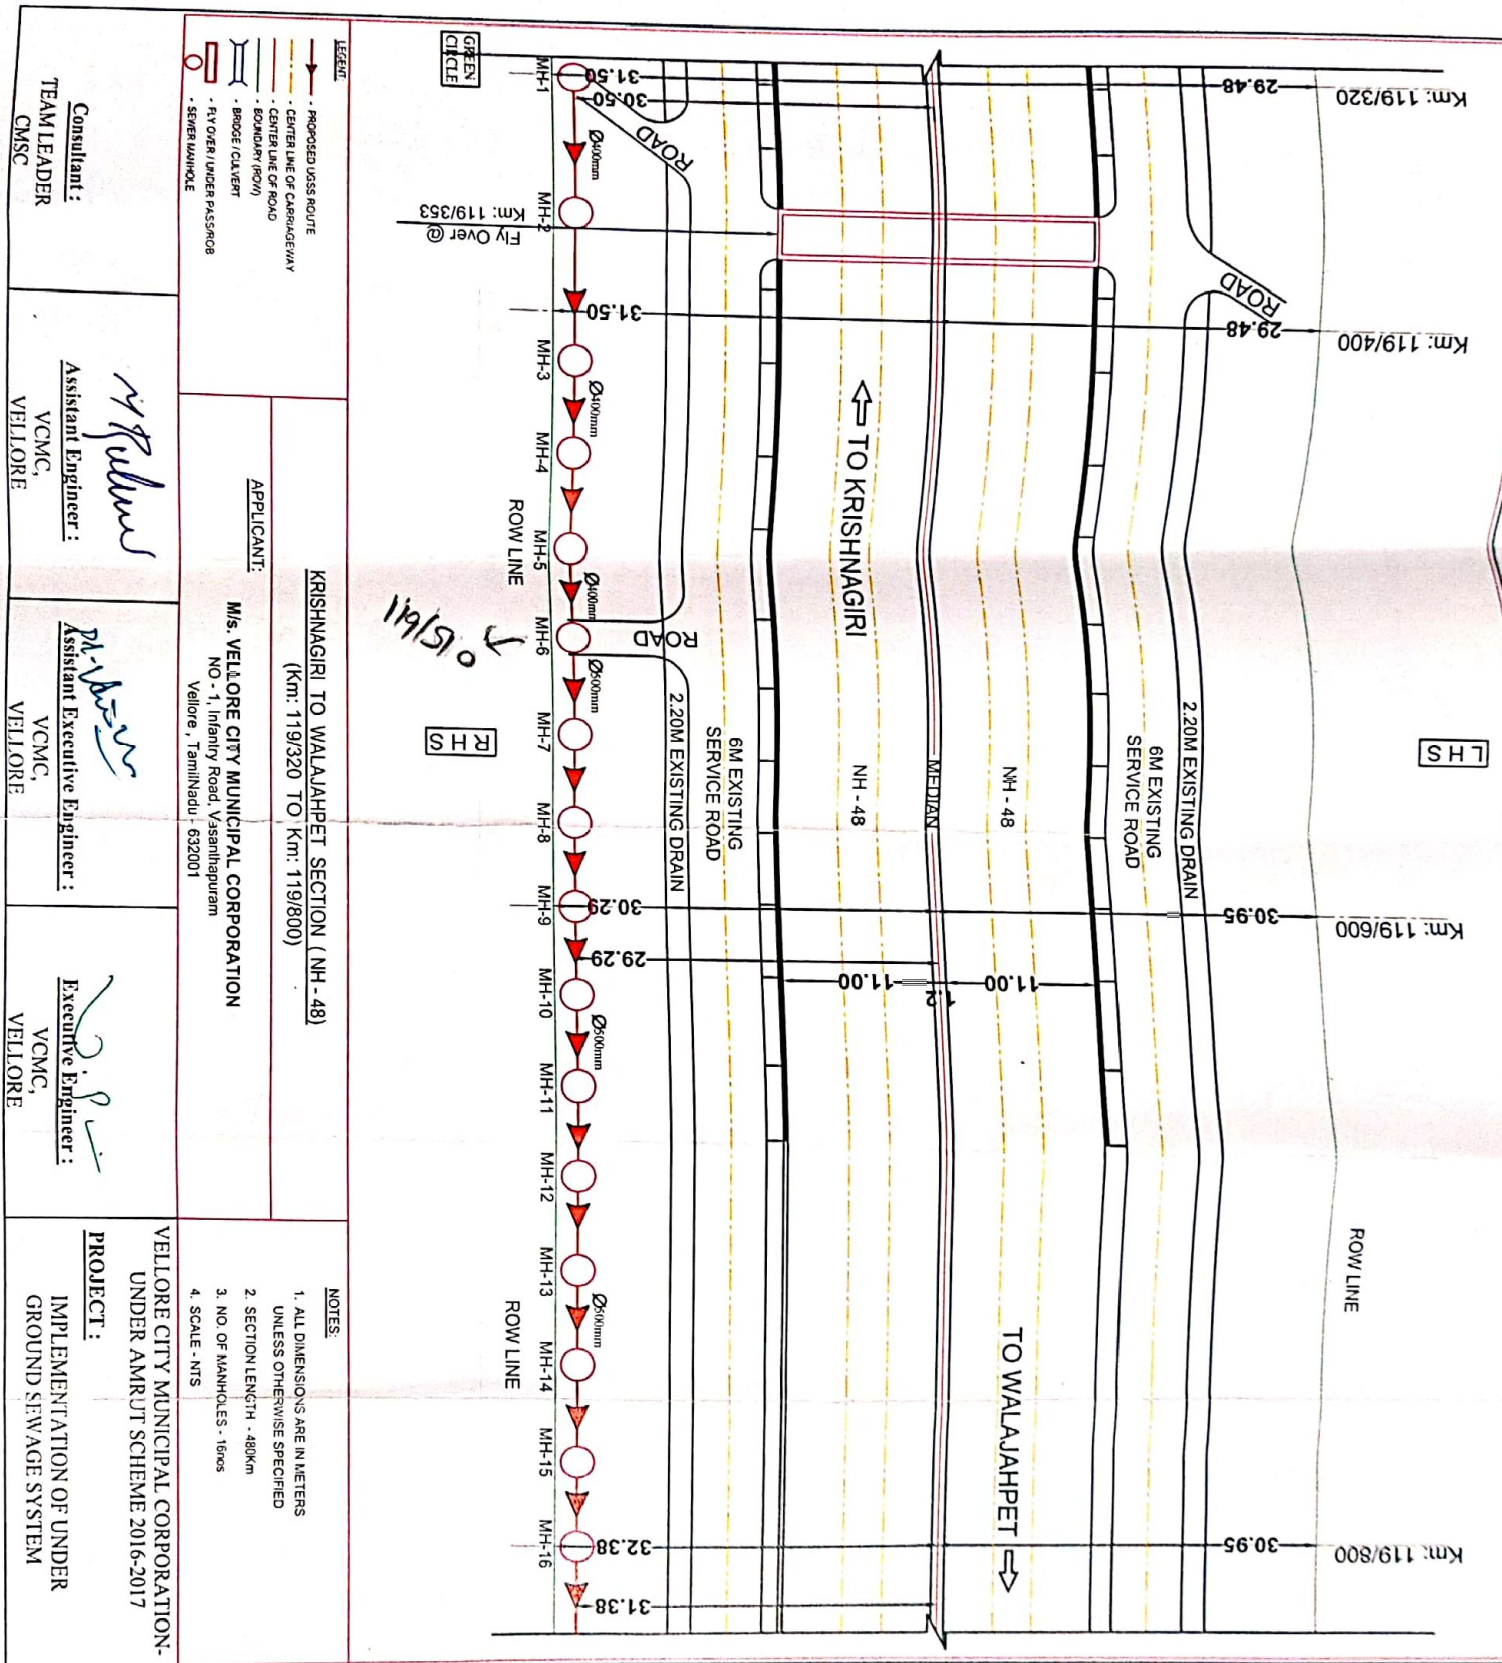 Km: 119/320
Km: 119/400
Km: 119/600
Km: 119/800
29.48
29.48
30.95
30.95
LHS
ROW LINE
ROAD
2.20M EXISTING DRAIN
6M EXISTING
SERVICE ROAD
NH - 48
TO WALAJAHPET
MEDIAN
11.00
1.2
11.00
TO KRISHNAGIRI
NH - 48
6M EXISTING
SERVICE ROAD
2.20M EXISTING DRAIN
ROAD
ROAD
31.50
30.50
31.50
30.29
29.29
32.38
31.38
Ø400mm
Ø400mm
Ø400mm
Ø500mm
Ø500mm
Ø500mm
MH-1
MH-2
MH-3
MH-4
MH-5
MH-6
MH-7
MH-8
MH-9
MH-10
MH-11
MH-12
MH-13
MH-14
MH-15
MH-16
Fly Over @
Km: 119/353
ROW LINE
ROW LINE
GREEN
CIRCLE
RHS
LEGENT:
- PROPOSED UGSS ROUTE
- CENTER LINE OF CARRIAGEWAY
- CENTER LINE OF ROAD
- BOUNDARY (ROW)
- BRIDGE / CULVERT
- FLY OVER / UNDER PASS/ROB
- SEWER MANHOLE
KRISHNAGIRI TO WALAJAHPET SECTION ( NH - 48)
(Km: 119/320 TO Km: 119/800)
APPLICANT:
M/s. VELLORE CITY MUNICIPAL CORPORATION
NO - 1, Infantry Road, Vasanthapuram
Vellore , TamilNadu - 632001
NOTES:
1. ALL DIMENSIONS ARE IN METERS
UNLESS OTHERWISE SPECIFIED
2. SECTION LENGTH - 480Km
3. NO. OF MANHOLES - 16nos
4. SCALE - NTS
Consultant :
TEAM LEADER
CMSC
Assistant Engineer :
VCMC,
VELLORE
Assistant Executive Engineer :
VCMC,
VELLORE
Executive Engineer :
VCMC,
VELLORE
VELLORE CITY MUNICIPAL CORPORATION-
UNDER AMRUT SCHEME 2016-2017
PROJECT :
IMPLEMENTATION OF UNDER
GROUND SEWAGE SYSTEM